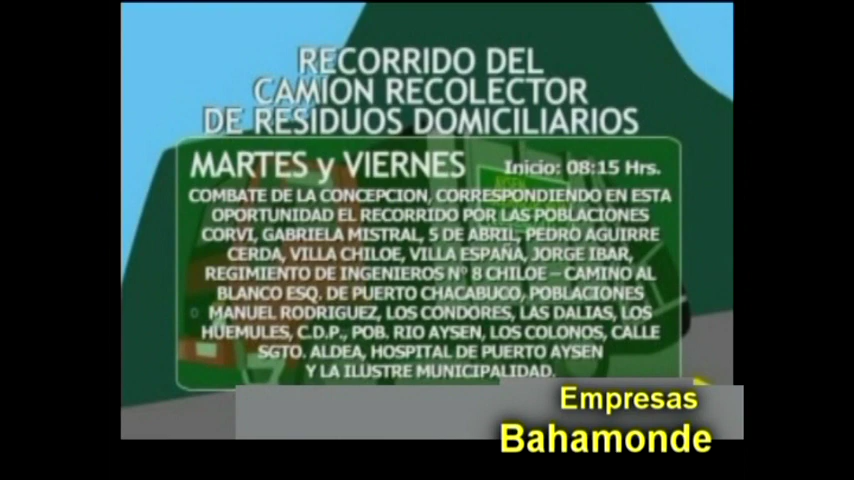 RECORRIDO DEL
CAMION RECOLECTOR
DE RESIDUOS DOMICILIARIOS
MARTES y VIERNES Inicio: 08:15 Hrs.
COMBATE DE LA CONCEPCION, CORRESPONDIENDO EN ESTA
OPORTUNIDAD EL RECORRIDO POR LAS POBLACIONES
CORVI, GABRIELA MISTRAL, 5 DE ABRIL, PEDRO AGUIRRE
CERDA, VILLA CHILOE, VILLA ESPAÑA, JORGE IBAR,
REGIMIENTO DE INGENIEROS Nº 8 CHILOE – CAMINO AL
BLANCO ESQ. DE PUERTO CHACABUCO, POBLACIONES
MANUEL RODRIGUEZ, LOS CONDORES, LAS DALIAS, LOS
HUEMULES, C.D.P., POB. RIO AYSEN, LOS COLONOS, CALLE
SGTO. ALDEA, HOSPITAL DE PUERTO AYSEN
Y LA ILUSTRE MUNICIPALIDAD.
Empresas
Bahamonde